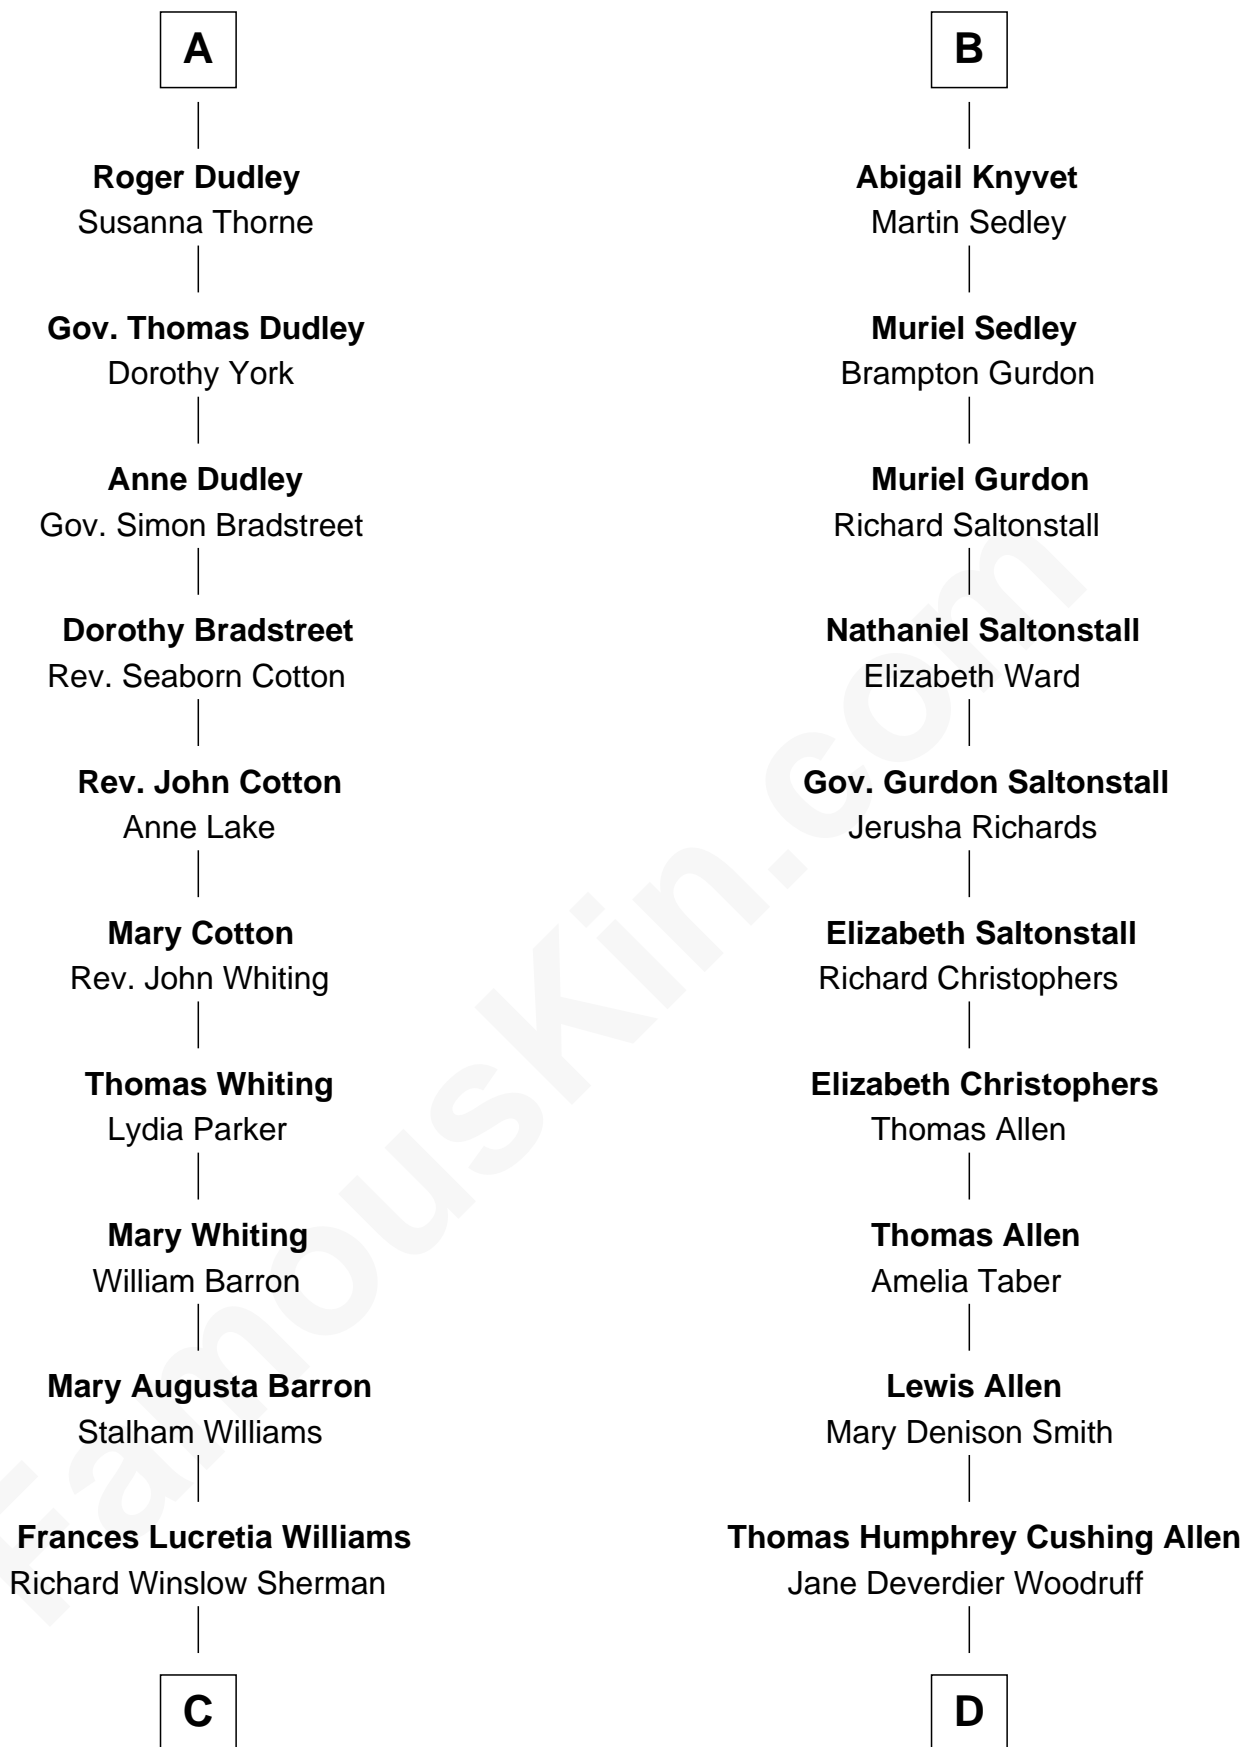 A
Roger Dudley
Susanna Thorne
Gov. Thomas Dudley
Dorothy York
Anne Dudley
Gov. Simon Bradstreet
Dorothy Bradstreet
Rev. Seaborn Cotton
Rev. John Cotton
Anne Lake
Mary Cotton
Rev. John Whiting
Thomas Whiting
Lydia Parker
Mary Whiting
William Barron
Mary Augusta Barron
Stalham Williams
Frances Lucretia Williams
Richard Winslow Sherman
C
B
Abigail Knyvet
Martin Sedley
Muriel Sedley
Brampton Gurdon
Muriel Gurdon
Richard Saltonstall
Nathaniel Saltonstall
Elizabeth Ward
Gov. Gurdon Saltonstall
Jerusha Richards
Elizabeth Saltonstall
Richard Christophers
Elizabeth Christophers
Thomas Allen
Thomas Allen
Amelia Taber
Lewis Allen
Mary Denison Smith
Thomas Humphrey Cushing Allen
Jane Deverdier Woodruff
D
FamousKin.com